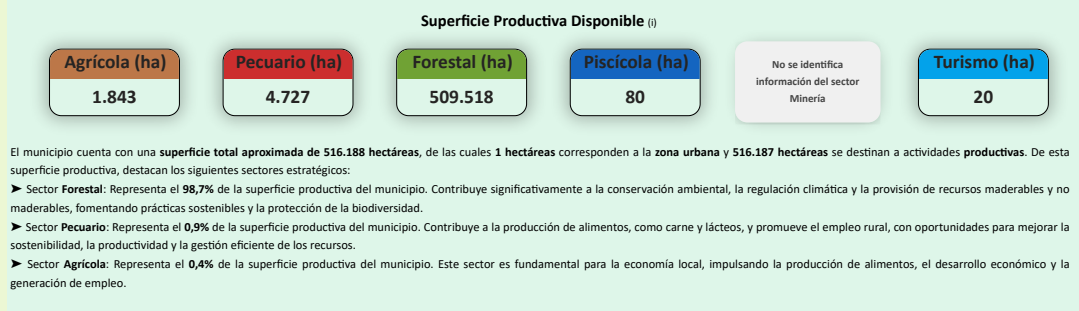 Superficie Productiva Disponible (i)
Agrícola (ha)
1.843
Pecuario (ha)
4.727
Forestal (ha)
509.518
Piscícola (ha)
80
No se identifica
información del sector
Minería
Turismo (ha)
20
El municipio cuenta con una superficie total aproximada de 516.188 hectáreas, de las cuales 1 hectáreas corresponden a la zona urbana y 516.187 hectáreas se destinan a actividades productivas. De esta
superficie productiva, destacan los siguientes sectores estratégicos:
➤ Sector Forestal: Representa el 98,7% de la superficie productiva del municipio. Contribuye significativamente a la conservación ambiental, la regulación climática y la provisión de recursos maderables y no
maderables, fomentando prácticas sostenibles y la protección de la biodiversidad.
➤ Sector Pecuario: Representa el 0,9% de la superficie productiva del municipio. Contribuye a la producción de alimentos, como carne y lácteos, y promueve el empleo rural, con oportunidades para mejorar la
sostenibilidad, la productividad y la gestión eficiente de los recursos.
➤ Sector Agrícola: Representa el 0,4% de la superficie productiva del municipio. Este sector es fundamental para la economía local, impulsando la producción de alimentos, el desarrollo económico y la
generación de empleo.